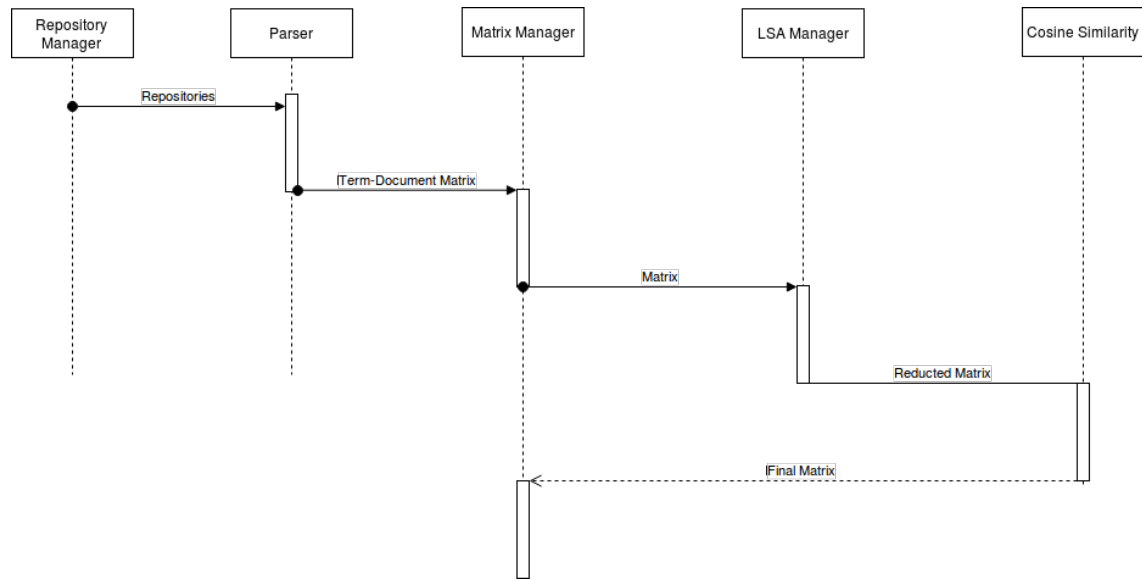 Repository
Manager
Parser
Matrix Manager
LSA Manager
Cosine Similarity
Repositories
Term-Document Matrix
Matrix
Reducted Matrix
Final Matrix